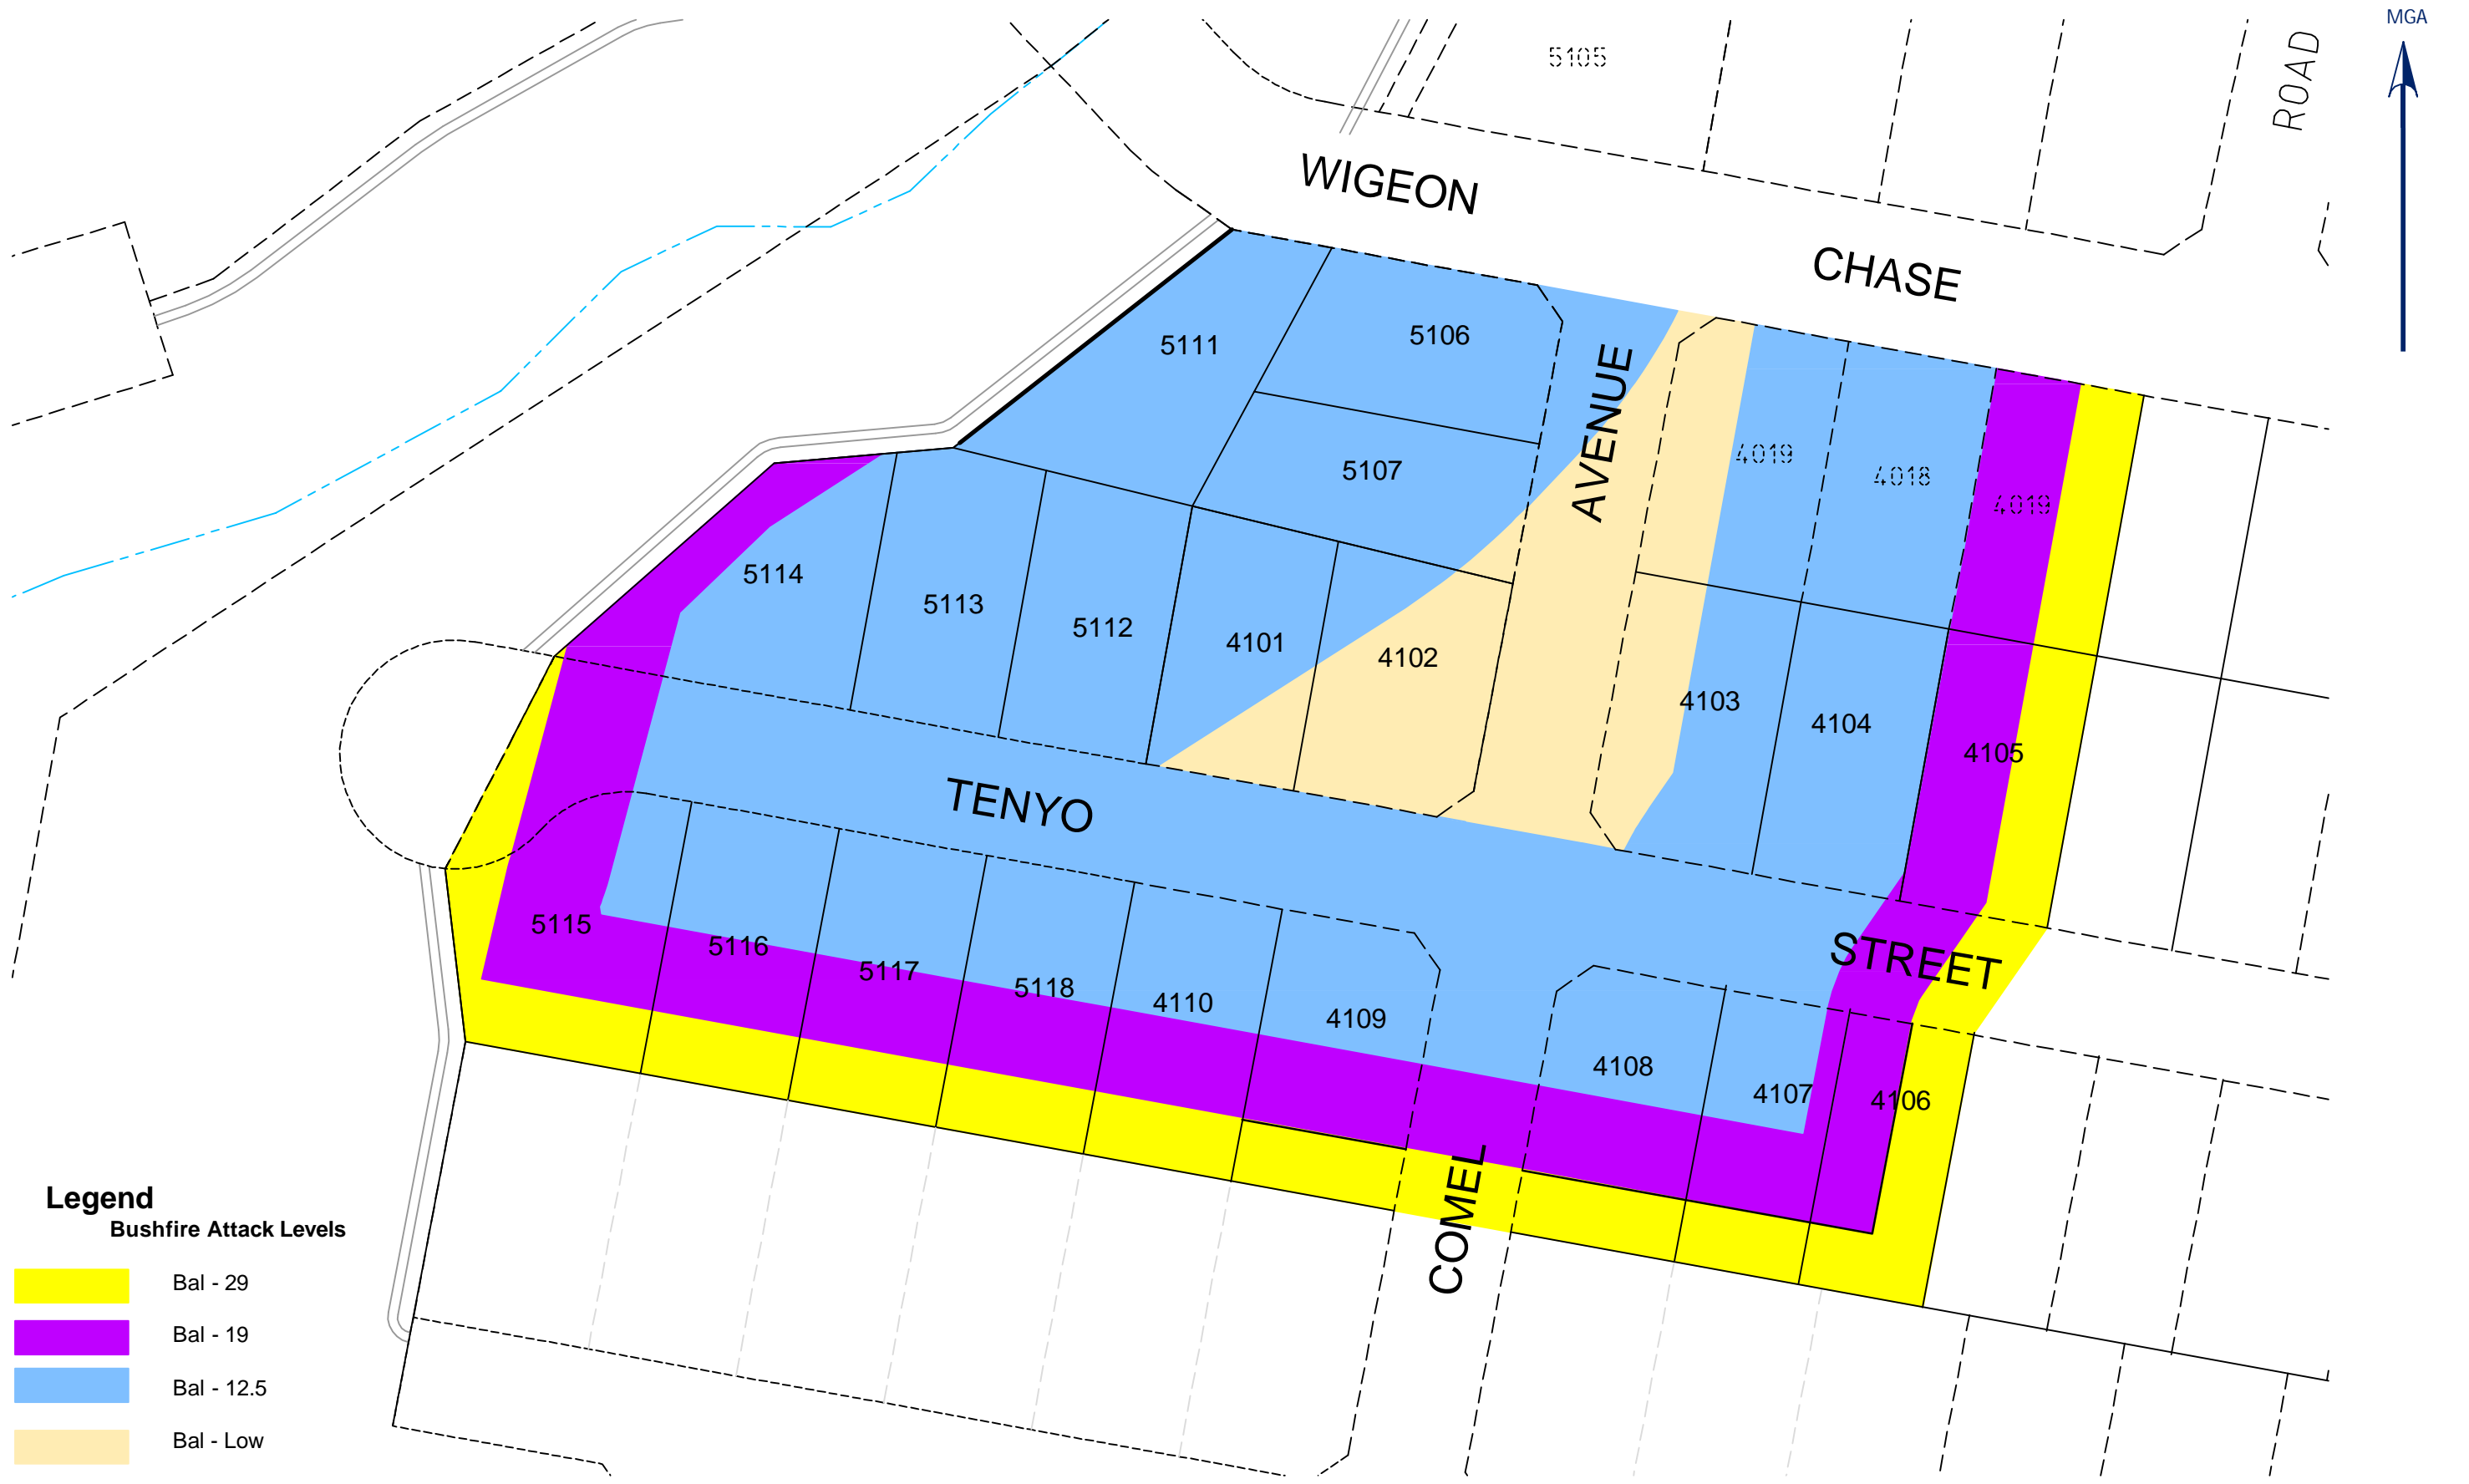 MGA
5105
ROAD
WIGEON
CHASE
5111
5106
AVENUE
5107
4019
4018
4019
5114
5113
5112
4101
4102
4103
4104
4105
TENYO
STREET
5115
5116
5117
5118
4110
4109
4108
4107
4106
COMEL
Legend
Bushfire Attack Levels
Bal - 29
Bal - 19
Bal - 12.5
Bal - Low